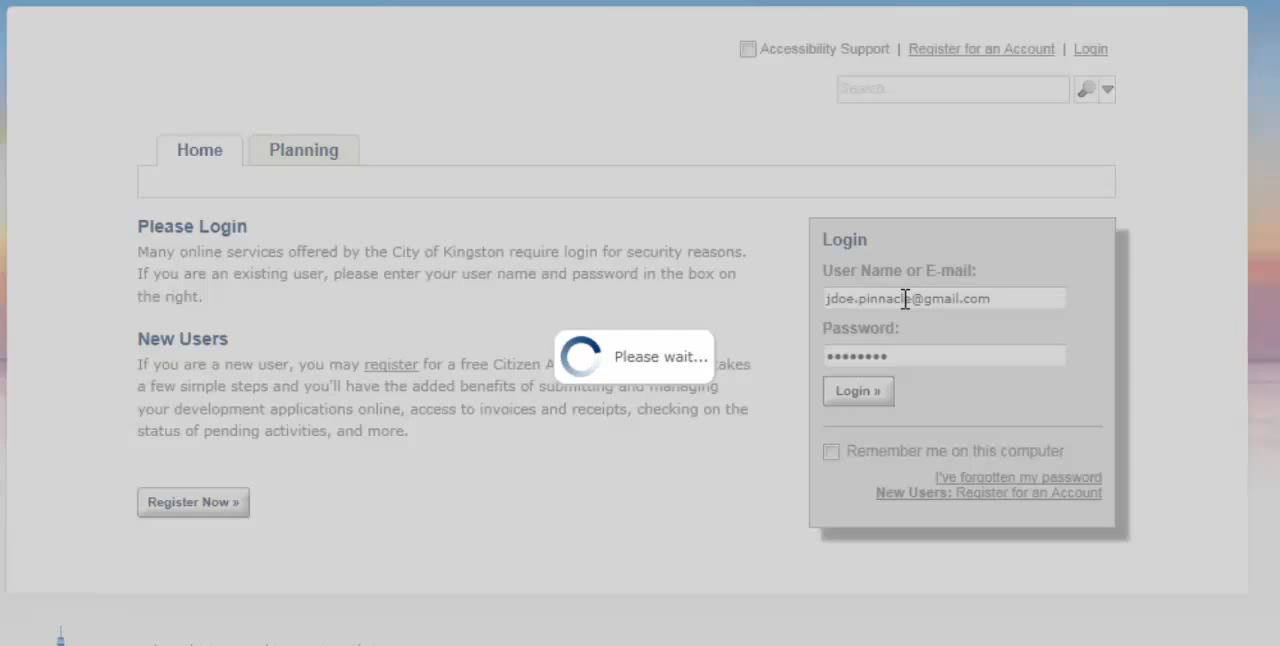 Accessibility Support | Register for an Account | Login
Search
Home Planning
Please Login
Many online services offered by the City of Kingston require login for security reasons.
If you are an existing user, please enter your user name and password in the box on
the right.
New Users
If you are a new user, you may register for a free Citizen A takes
a few simple steps and you'll have the added benefits of submitting and managing
your development applications online, access to invoices and receipts, checking on the
status of pending activities, and more.
Register Now »
Please wait...
Login
User Name or E-mail:
jdoe.pinnacle@gmail.com
Password:
••••••••
Login »
Remember me on this computer
I've forgotten my password
New Users: Register for an Account